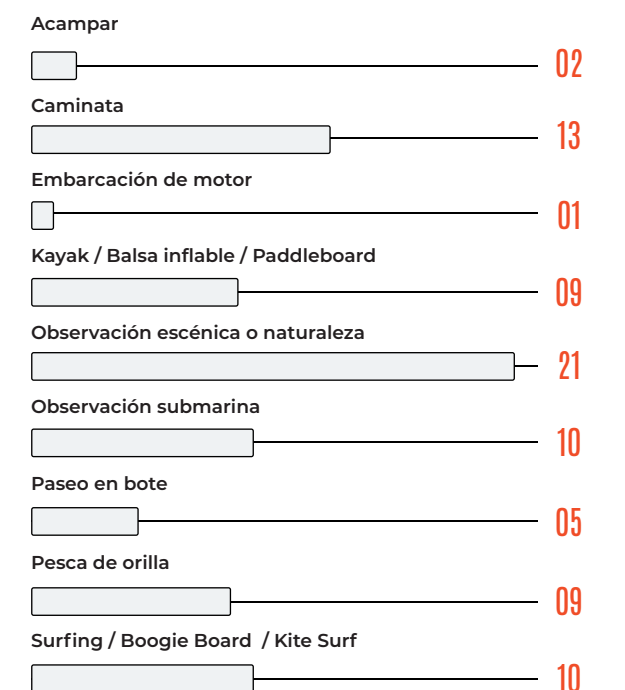 Acampar
02
Caminata
13
Embarcación de motor
01
Kayak / Balsa inflable / Paddleboard
09
Observación escénica o naturaleza
21
Observación submarina
10
Paseo en bote
05
Pesca de orilla
09
Surfing / Boogie Board / Kite Surf
10